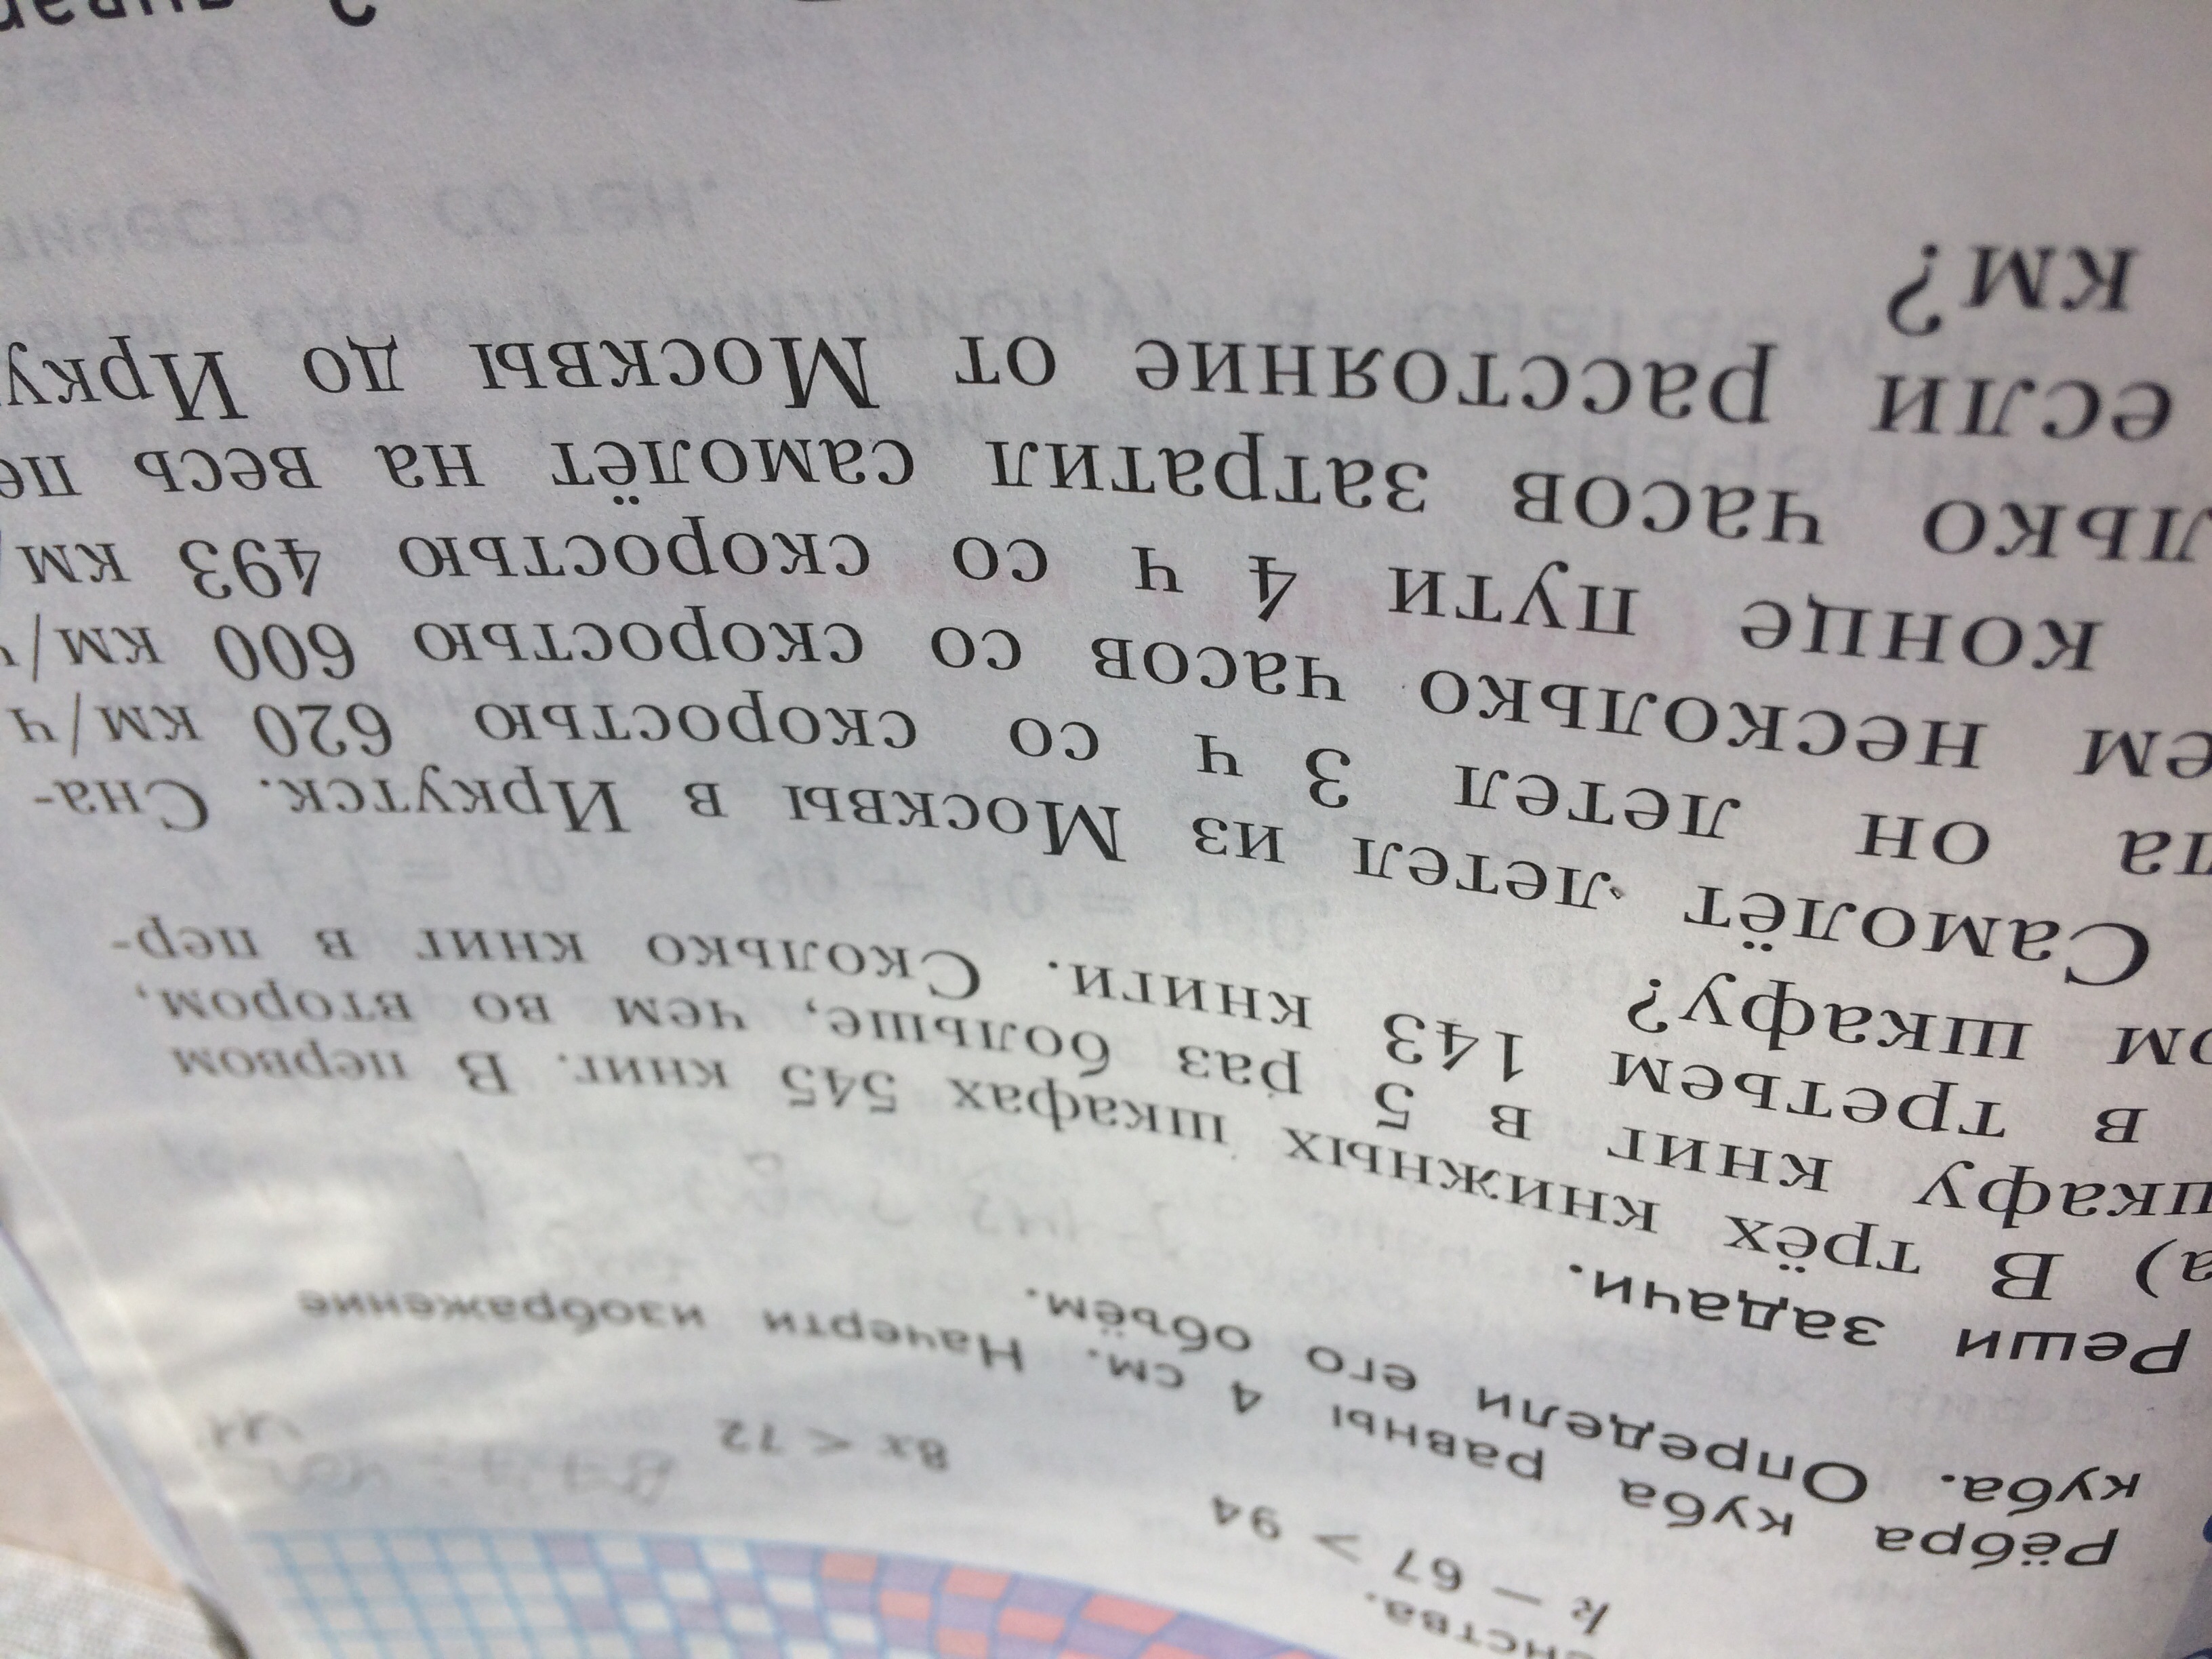 нства.
k – 67 > 94
8x < 72
Рёбра куба равны 4 см. Начерти изображение
куба. Определи его объём.
Реши задачи.
а) В трёх книжных шкафах 545 книг. В первом
шкафу книг в 5 раз больше, чем во втором,
в третьем 143 книги. Сколько книг в пер-
ом шкафу?
Самолёт летел из Москвы в Иркутск. Сна-
ла он летел 3 ч со скоростью 620 км/ч
ем несколько часов со скоростью 600 км/ч
конце пути 4 ч со скоростью 493 км/
лько часов затратил самолёт на весь пе
если расстояние от Москвы до Ирку
км?